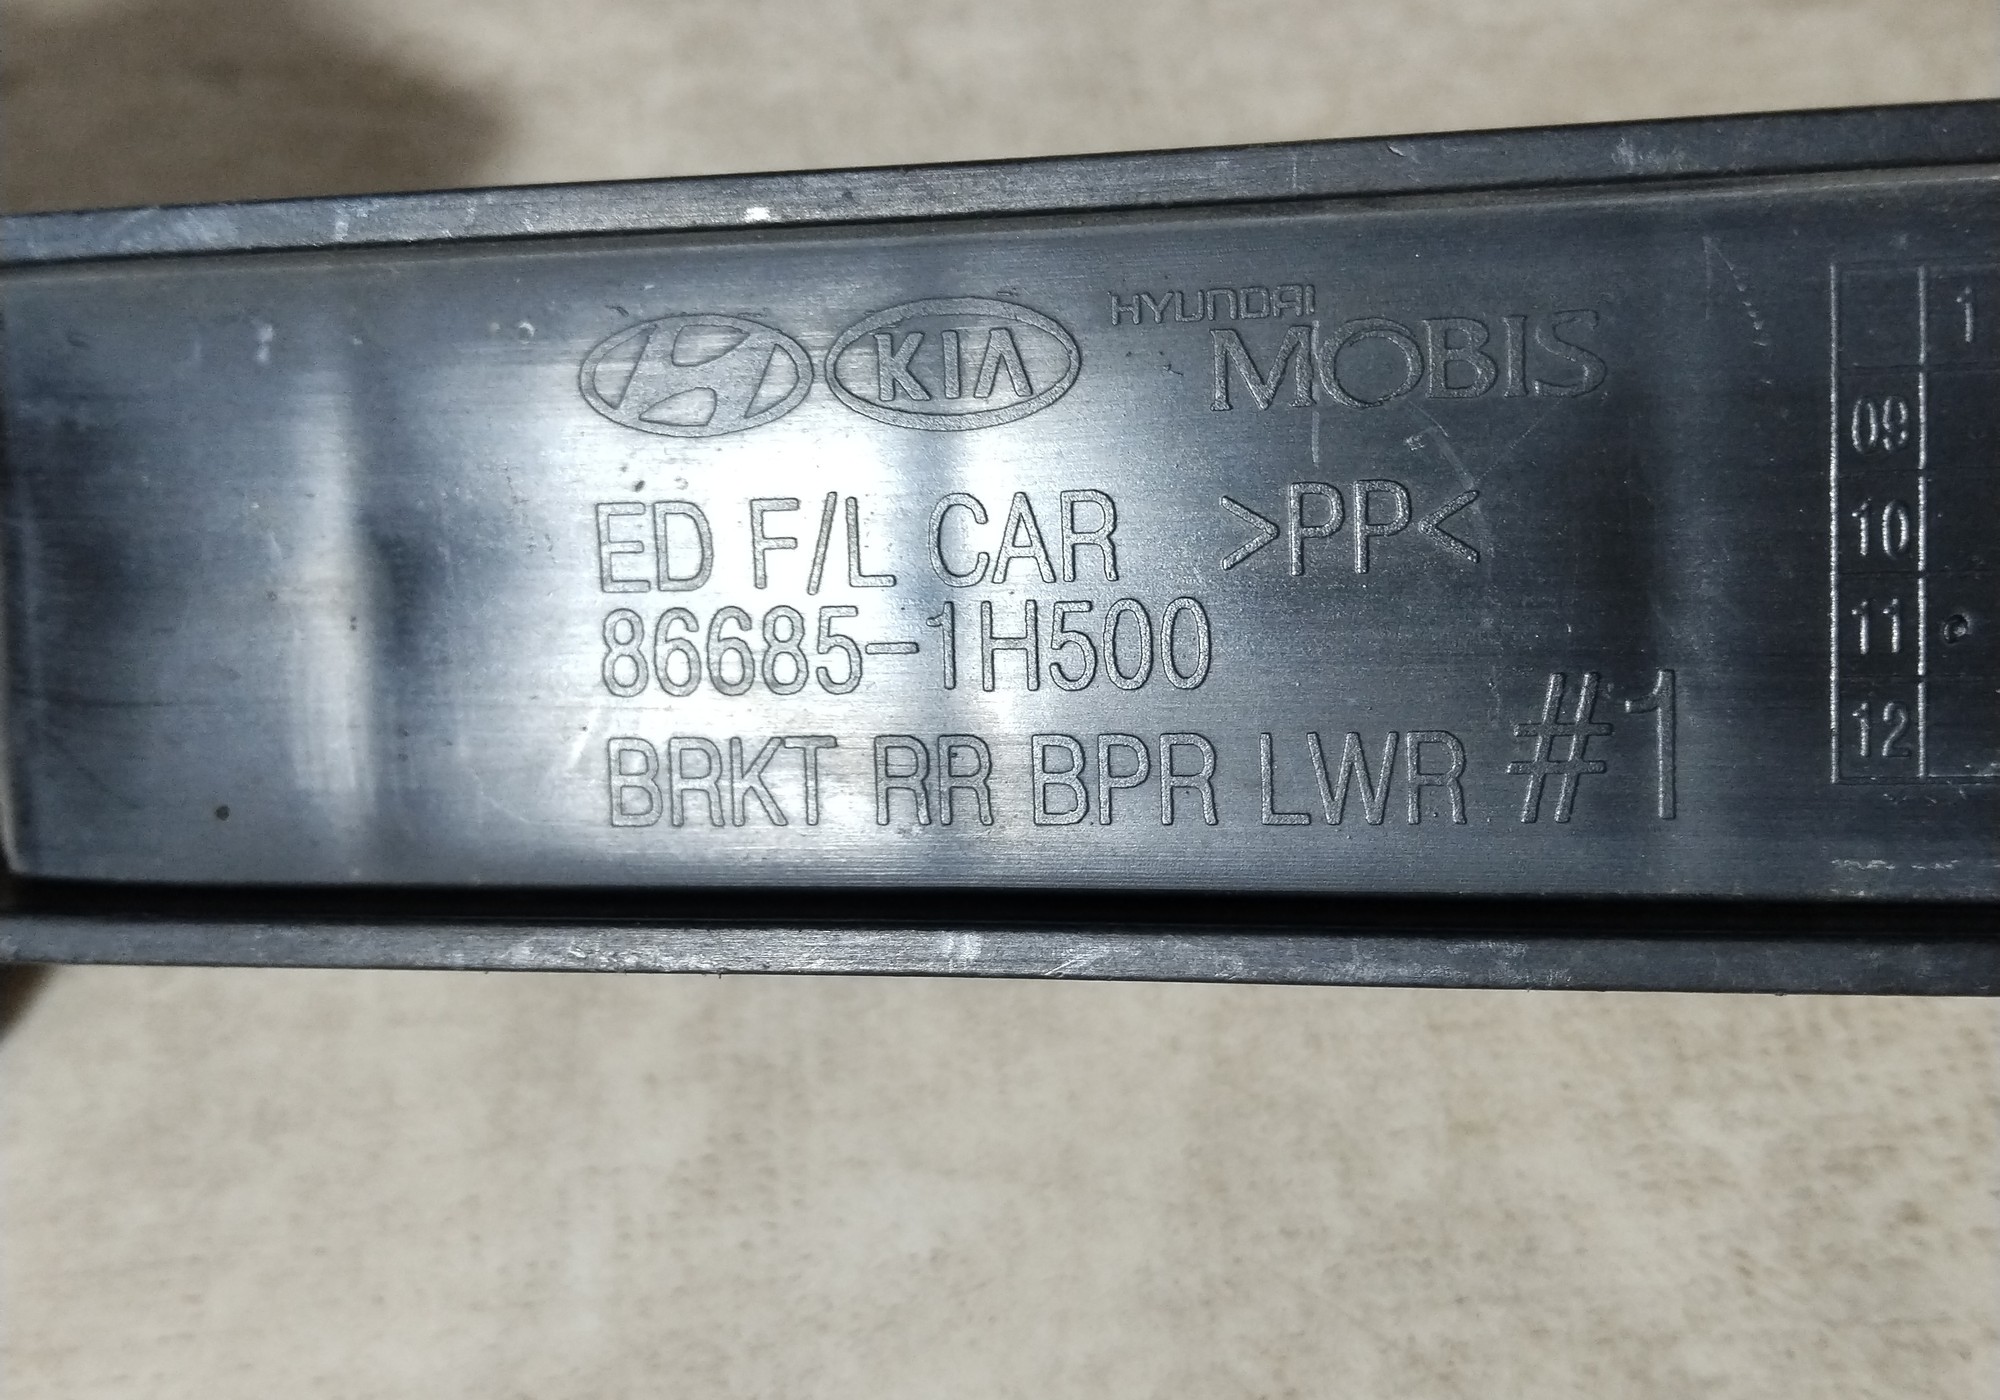 KIA HYUNDAI MOBIS
ED F/L CAR >PP<
86685-1H500
BRKT RR BPR LWR #1
1
09
10
11
12